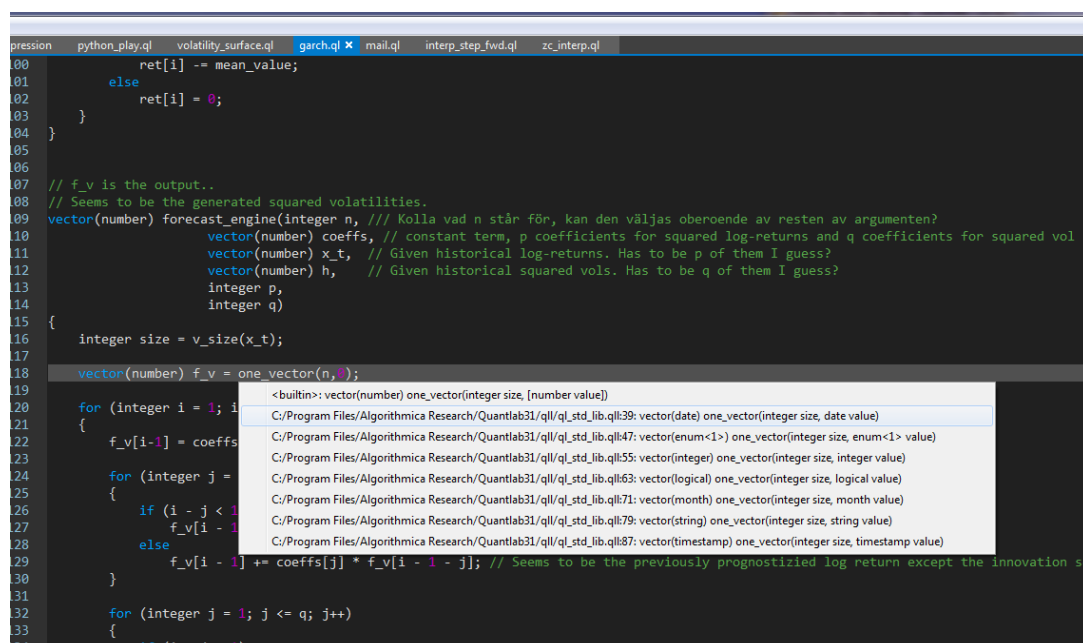 pression python_play.ql volatility_surface.ql garch.ql × mail.ql interp_step_fwd.ql zc_interp.ql
100 ret[i] -= mean_value;
101 else
102 ret[i] = 0;
103 }
104 }
105
106
107 // f_v is the output..
108 // Seems to be the generated squared volatilities.
109 vector(number) forecast_engine(integer n, /// Kolla vad n står för, kan den väljas oberoende av resten av argumenten?
110 vector(number) coeffs, // constant term, p coefficients for squared log-returns and q coefficients for squared vol
111 vector(number) x_t, // Given historical log-returns. Has to be p of them I guess?
112 vector(number) h, // Given historical squared vols. Has to be q of them I guess?
113 integer p,
114 integer q)
115 {
116 integer size = v_size(x_t);
117
118 vector(number) f_v = one_vector(n,0);
119 <builtin>: vector(number) one_vector(integer size, [number value])
120 for (integer i = 1; i C:/Program Files/Algorithmica Research/Quantlab31/qll/ql_std_lib.qll:39: vector(date) one_vector(integer size, date value)
121 {
122 f_v[i-1] = coeffs C:/Program Files/Algorithmica Research/Quantlab31/qll/ql_std_lib.qll:47: vector(enum<1>) one_vector(integer size, enum<1> value)
123 C:/Program Files/Algorithmica Research/Quantlab31/qll/ql_std_lib.qll:55: vector(integer) one_vector(integer size, integer value)
124 for (integer j = C:/Program Files/Algorithmica Research/Quantlab31/qll/ql_std_lib.qll:63: vector(logical) one_vector(integer size, logical value)
125 { C:/Program Files/Algorithmica Research/Quantlab31/qll/ql_std_lib.qll:71: vector(month) one_vector(integer size, month value)
126 if (i - j < 1
127 f_v[i - 1 C:/Program Files/Algorithmica Research/Quantlab31/qll/ql_std_lib.qll:79: vector(string) one_vector(integer size, string value)
128 else C:/Program Files/Algorithmica Research/Quantlab31/qll/ql_std_lib.qll:87: vector(timestamp) one_vector(integer size, timestamp value)
129 f_v[i - 1] += coeffs[j] * f_v[i - 1 - j]; // Seems to be the previously prognostizied log return except the innovation s
130 }
131
132 for (integer j = 1; j <= q; j++)
133 {